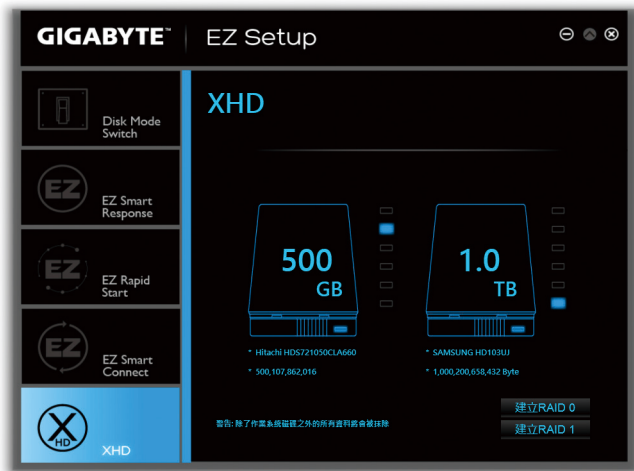 GIGABYTE™ EZ Setup
Disk Mode
Switch
EZ
EZ Smart
Response
EZ
EZ Rapid
Start
EZ
EZ Smart
Connect
X
HD
XHD
XHD
500
GB
1.0
TB
* Hitachi HDS721050CLA660
* 500,107,862,016
* SAMSUNG HD103UJ
* 1,000,200,658,432 Byte
警告: 除了作業系統磁碟之外的所有資料將會被抹除
建立RAID 0
建立RAID 1